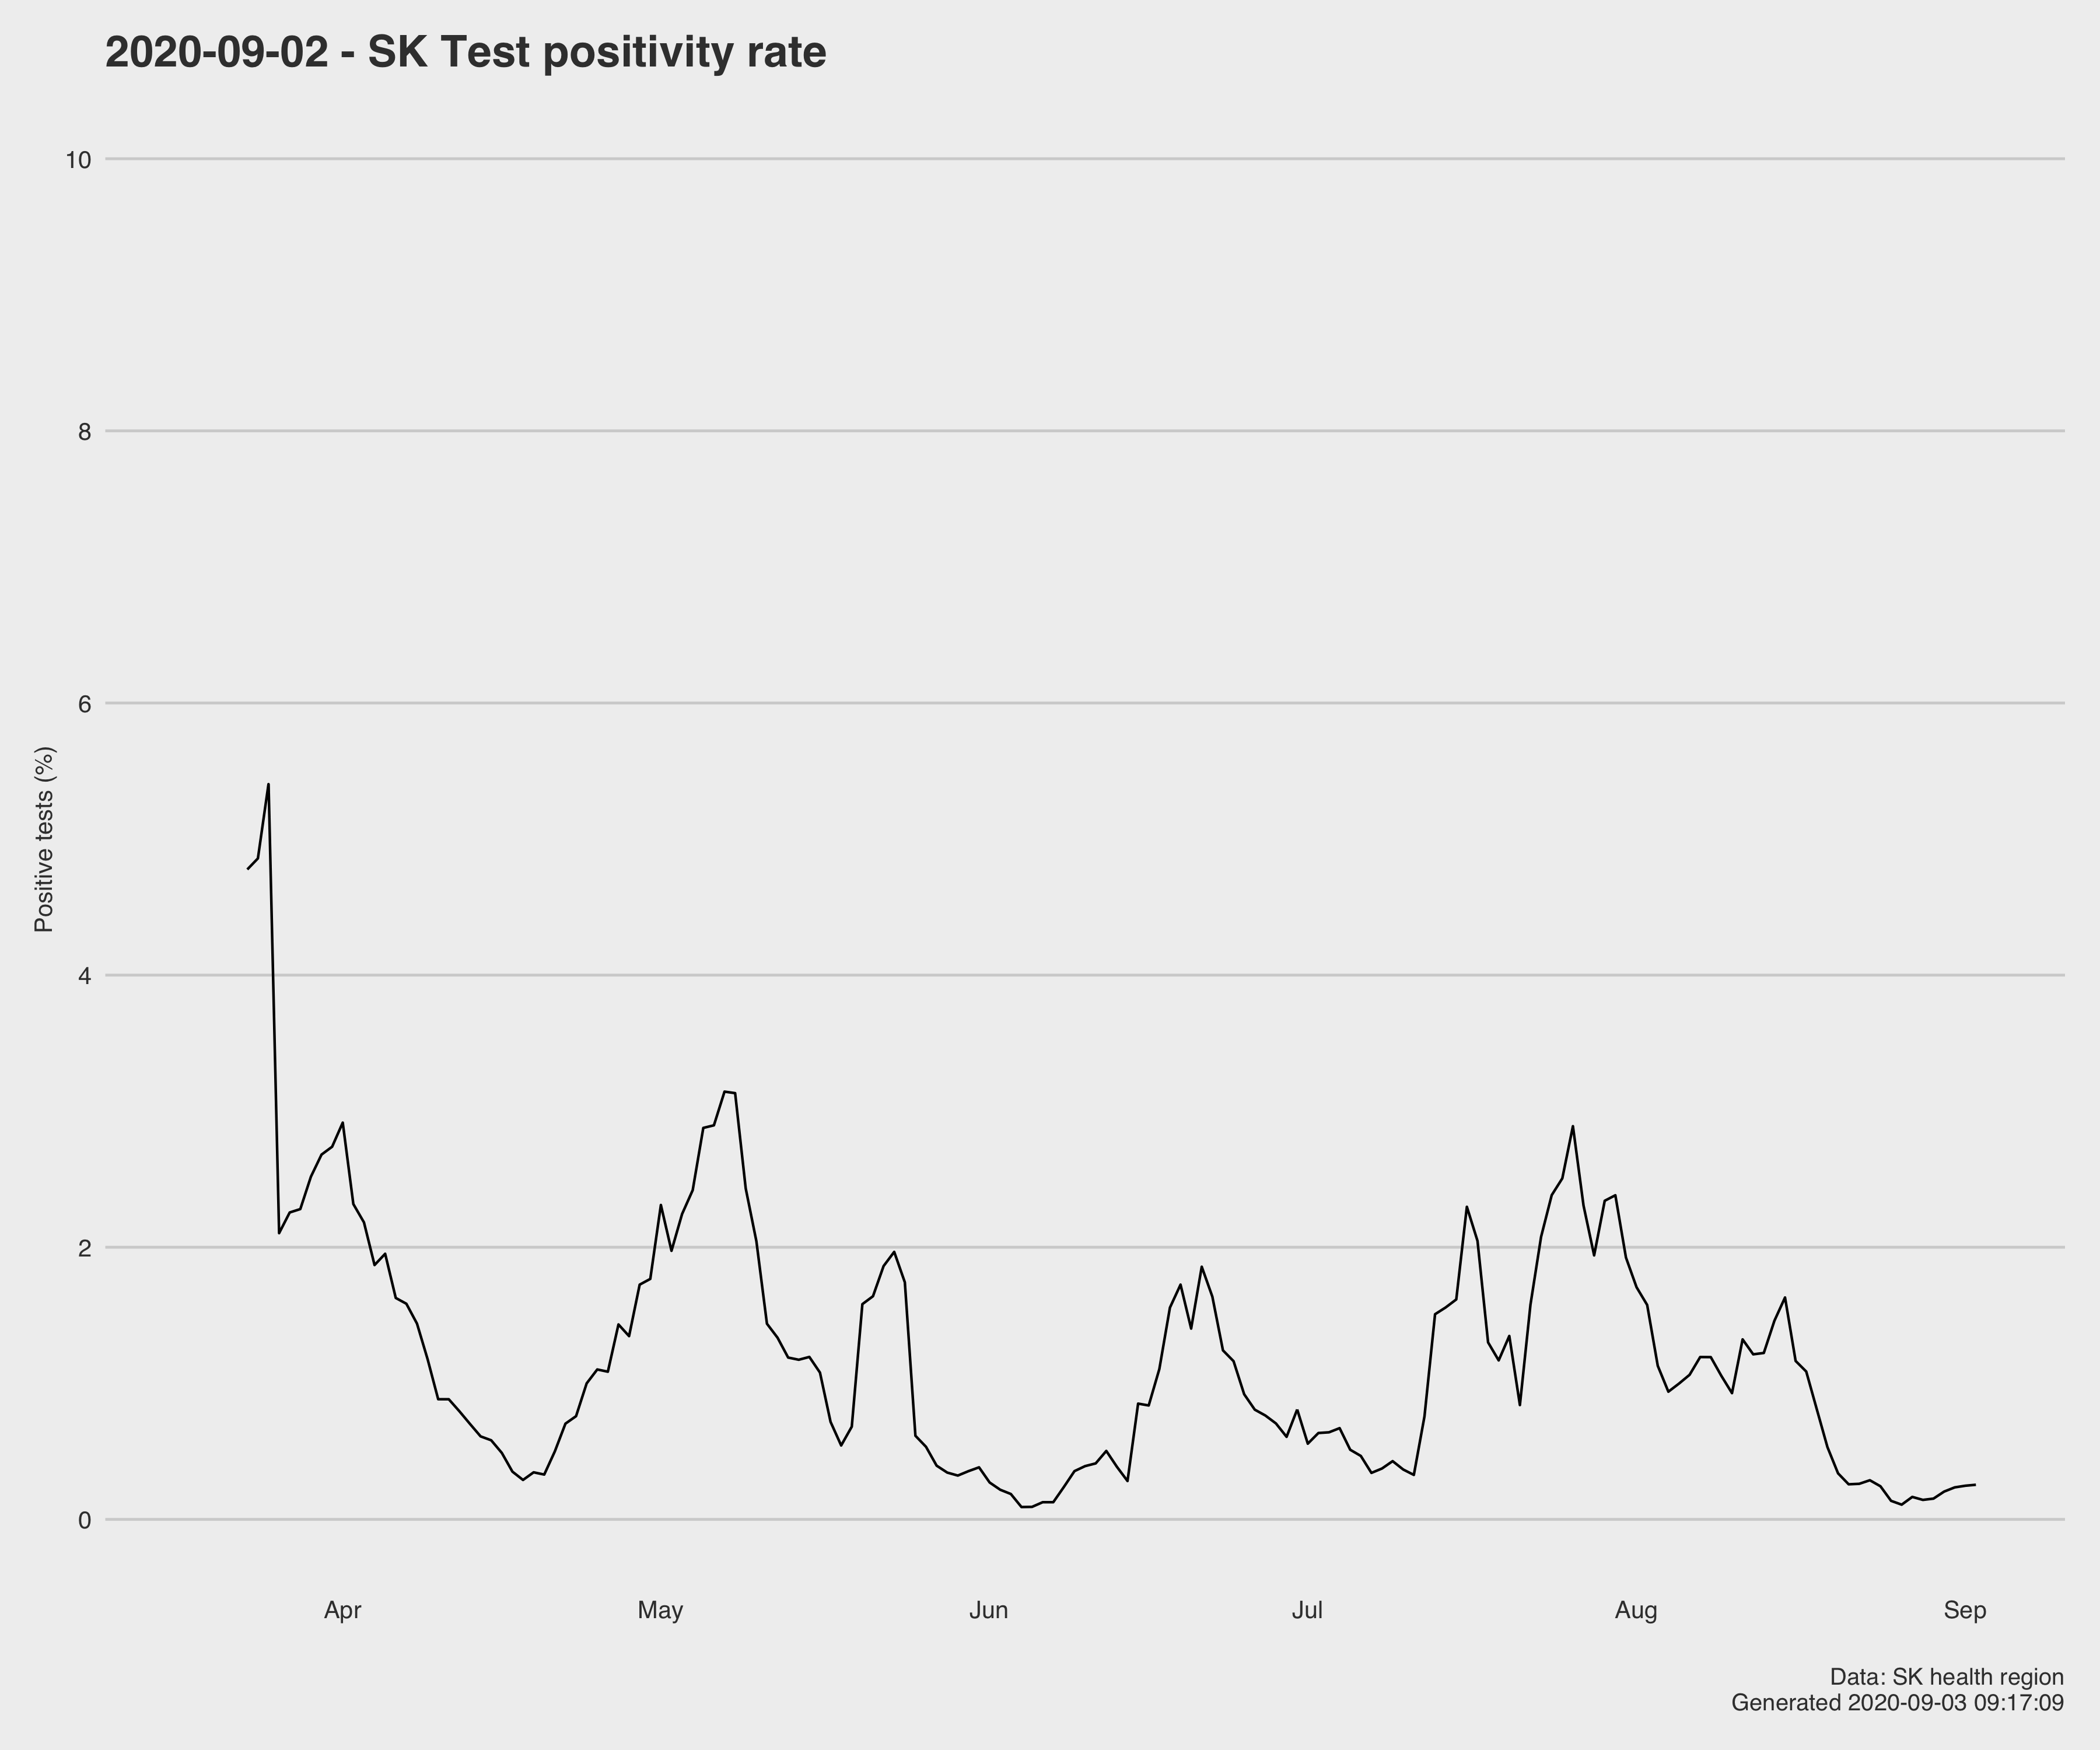 2020-09-02 - SK Test positivity rate
10
8
6
4
2
0
Positive tests (%)
Apr
May
Jun
Jul
Aug
Sep
Data: SK health region
Generated 2020-09-03 09:17:09